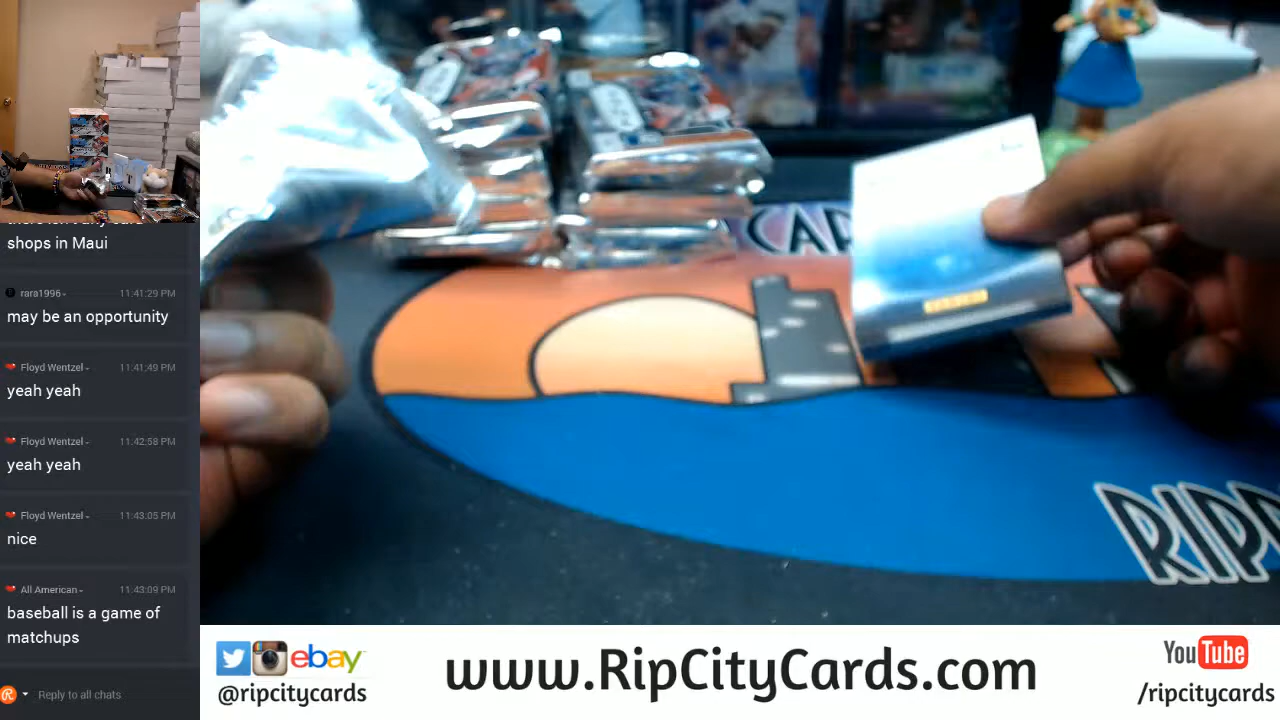 shops in Maui
rara1996
11:41:29 PM
may be an opportunity
Floyd Wentzel
11:41:49 PM
yeah yeah
Floyd Wentzel
11:42:58 PM
yeah yeah
Floyd Wentzel
11:43:05 PM
nice
All American
11:43:09 PM
baseball is a game of
matchups
Reply to all chats
CAR
PANINI
RIPP
ebay
@ripcitycards
www.RipCityCards.com
YouTube
/ripcitycards